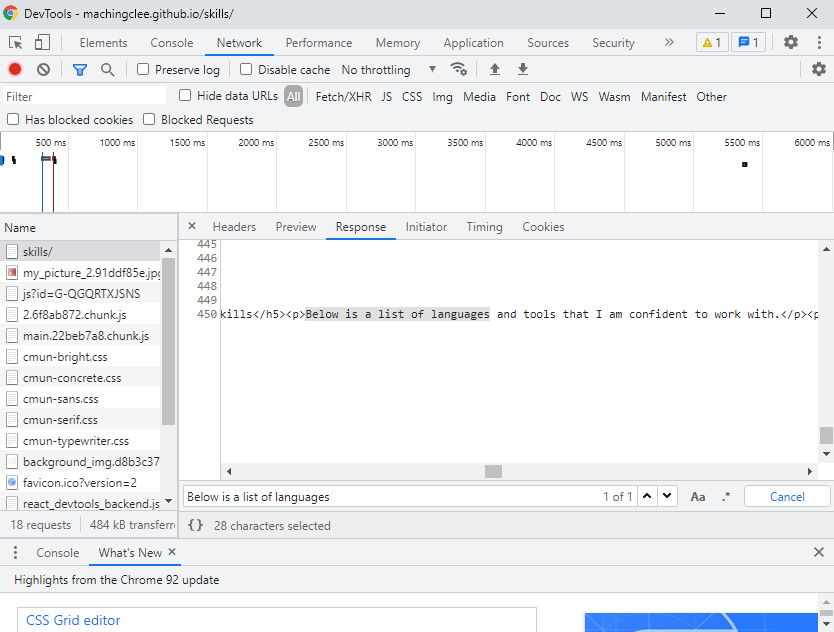 DevTools - machingclee.github.io/skills/
Elements Console Network Performance Memory Application Sources Security » 1 1
Preserve log Disable cache No throttling
Filter Hide data URLs All Fetch/XHR JS CSS Img Media Font Doc WS Wasm Manifest Other
Has blocked cookies Blocked Requests
500 ms 1000 ms 1500 ms 2000 ms 2500 ms 3000 ms 3500 ms 4000 ms 4500 ms 5000 ms 5500 ms 6000 ms
Name
skills/
my_picture_2.91ddf85e.jpg
js?id=G-QGQRTXJSNS
2.6f8ab872.chunk.js
main.22beb7a8.chunk.js
cmun-bright.css
cmun-concrete.css
cmun-sans.css
cmun-serif.css
cmun-typewriter.css
background_img.d8b3c37
favicon.ico?version=2
react_devtools_backend.js
18 requests 484 kB transferr
× Headers Preview Response Initiator Timing Cookies
445
446
447
448
449
450 kills</h5><p>Below is a list of languages and tools that I am confident to work with.</p><p
Below is a list of languages 1 of 1 Aa .* Cancel
{} 28 characters selected
Console What's New ×
Highlights from the Chrome 92 update
CSS Grid editor